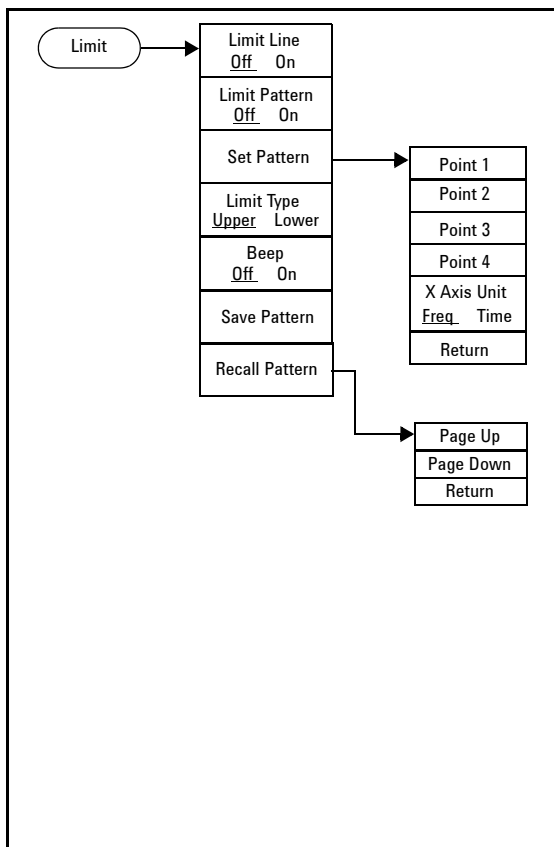 Limit
Limit Line
Off On
Limit Pattern
Off On
Set Pattern
Limit Type
Upper Lower
Beep
Off On
Save Pattern
Recall Pattern
Point 1
Point 2
Point 3
Point 4
X Axis Unit
Freq Time
Return
Page Up
Page Down
Return